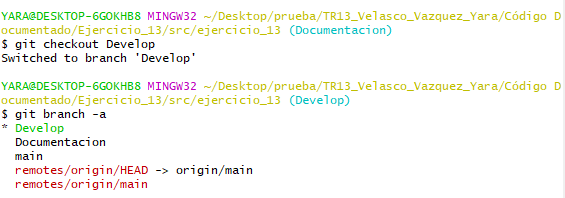 YARA@DESKTOP-6GOKHB8 MINGW32 ~/Desktop/prueba/TR13_Velasco_Vazquez_Yara/Código D
ocumentado/Ejercicio_13/src/ejercicio_13 (Documentacion)
$ git checkout Develop
Switched to branch 'Develop'
YARA@DESKTOP-6GOKHB8 MINGW32 ~/Desktop/prueba/TR13_Velasco_Vazquez_Yara/Código D
ocumentado/Ejercicio_13/src/ejercicio_13 (Develop)
$ git branch -a
* Develop
Documentacion
main
remotes/origin/HEAD -> origin/main
remotes/origin/main